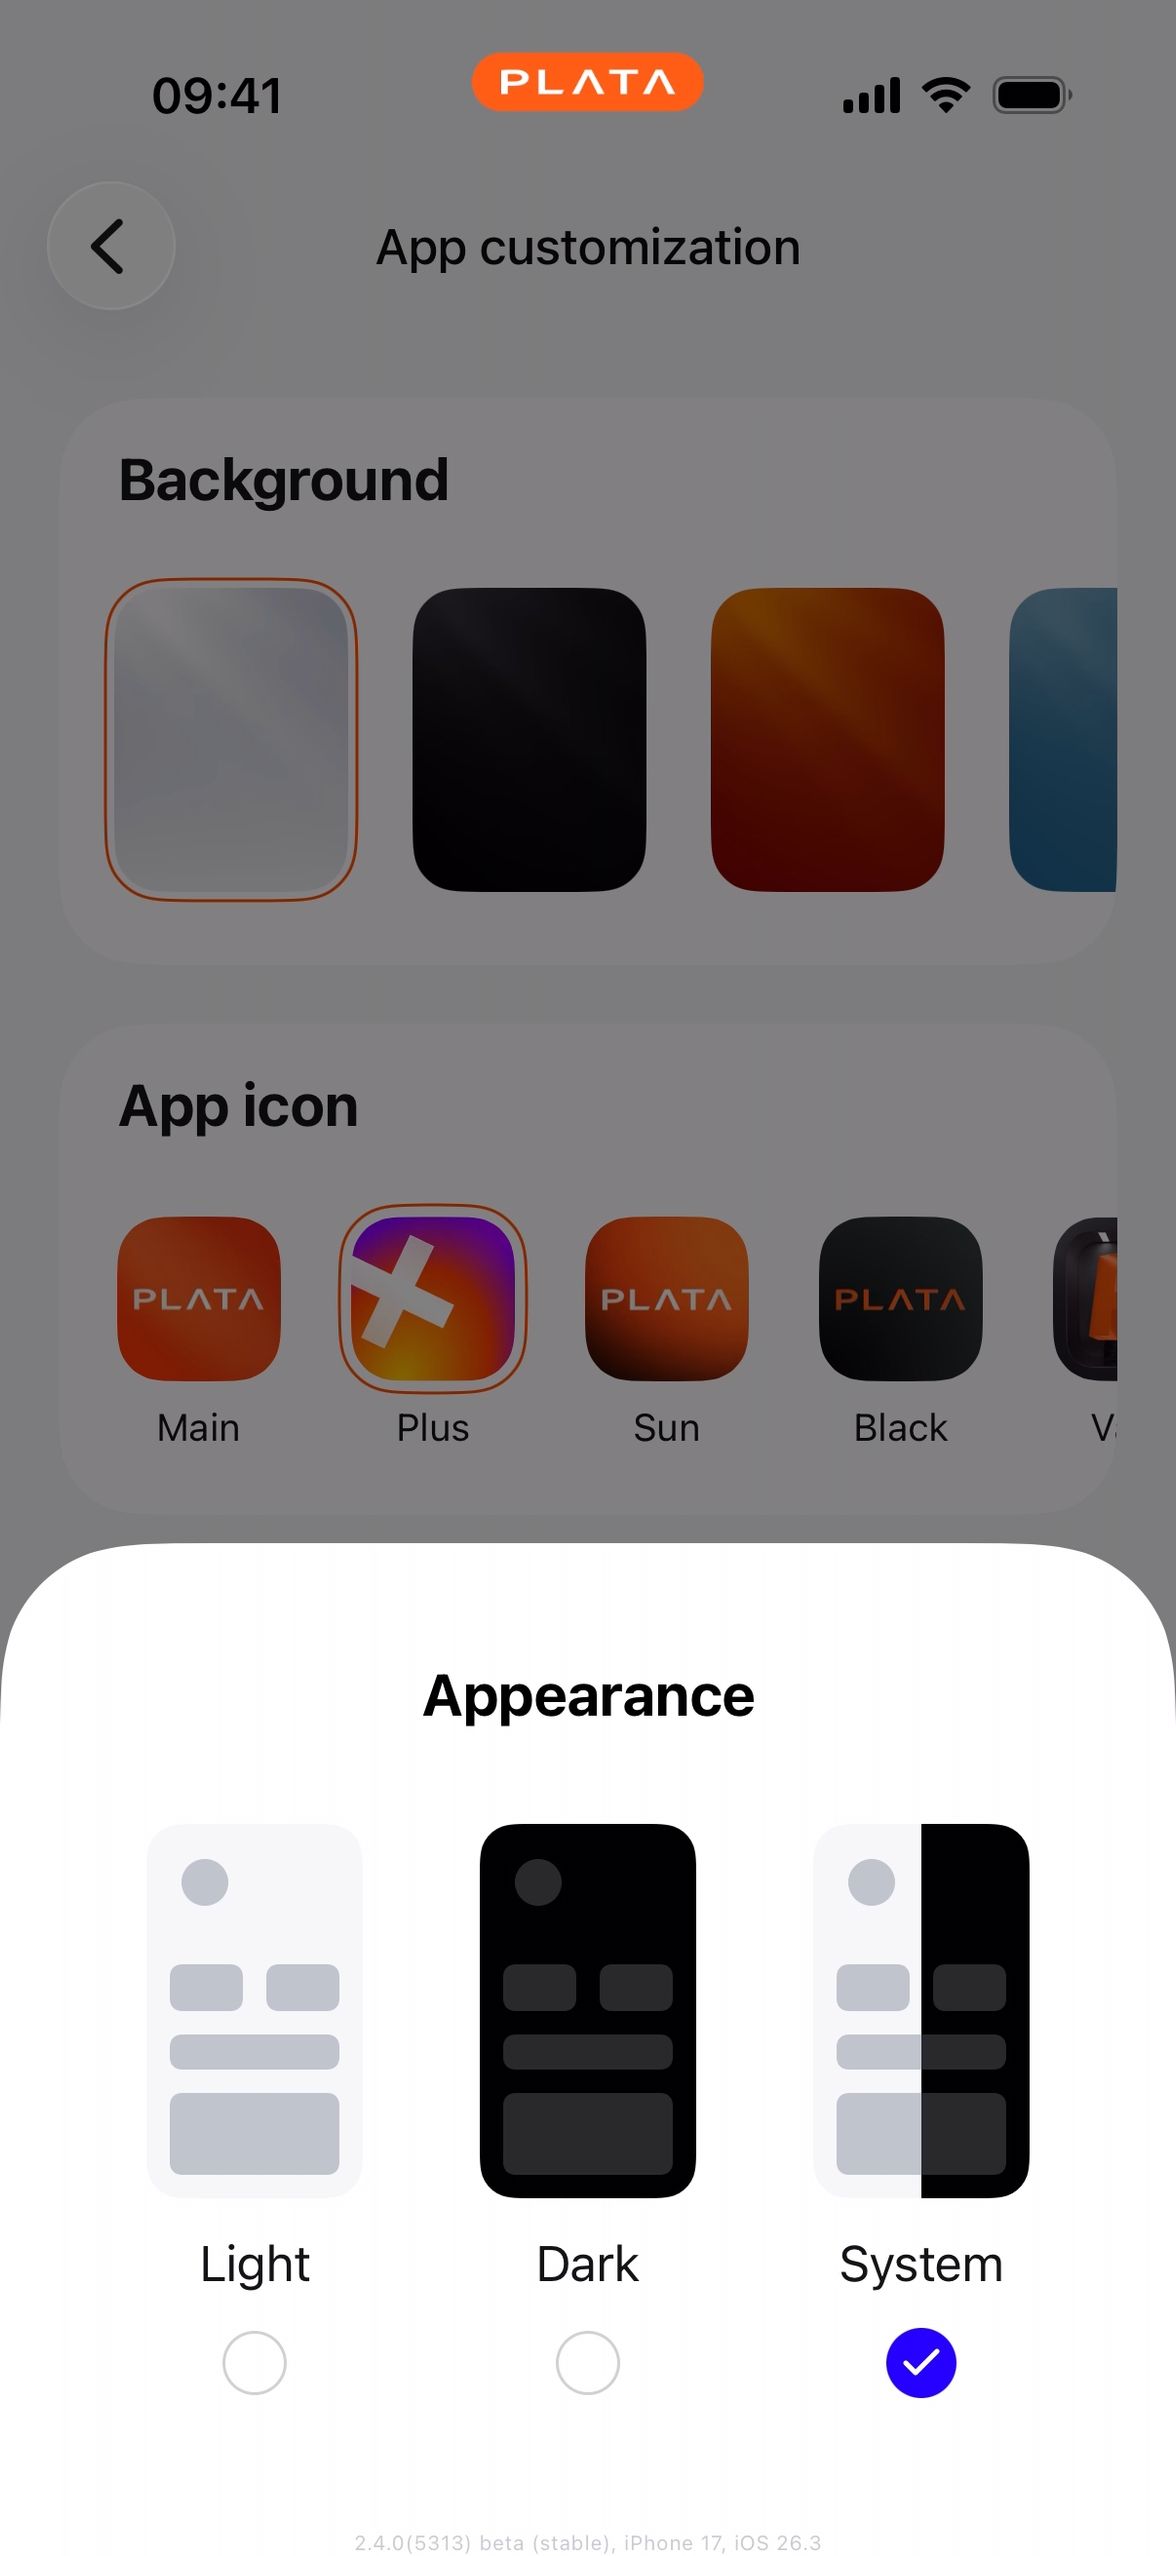 09:41
PLATA
App customization
Background
App icon
PLATA
PLATA
PLATA
Main
Plus
Sun
Black
Appearance
Light
Dark
System
2.4.0(5313) beta (stable), iPhone 17, iOS 26.3